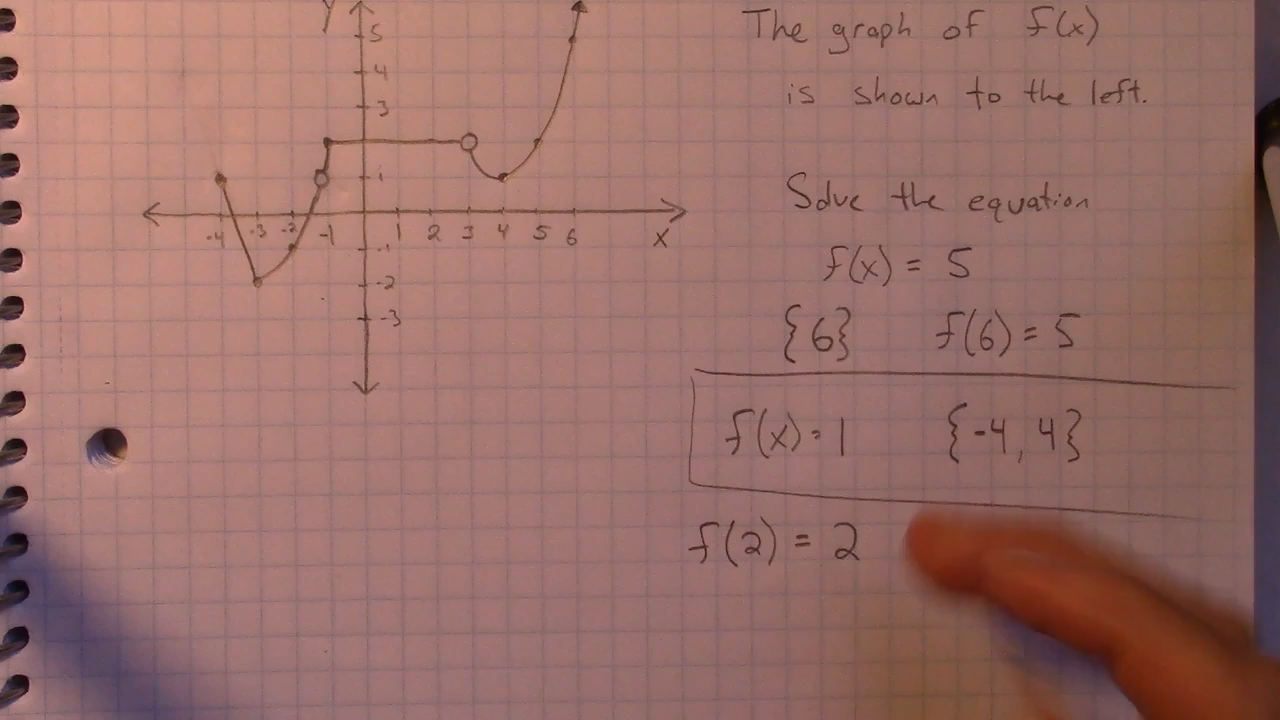 The graph of f(x)
is shown to the left.
Solve the equation
f(x) = 5
{6} f(6) = 5
f(x) = 1 {-4, 4}
f(2) = 2
y
5
4
3
1
-4 -3 -2 -1 1 2 3 4 5 6 x
-1
-2
-3